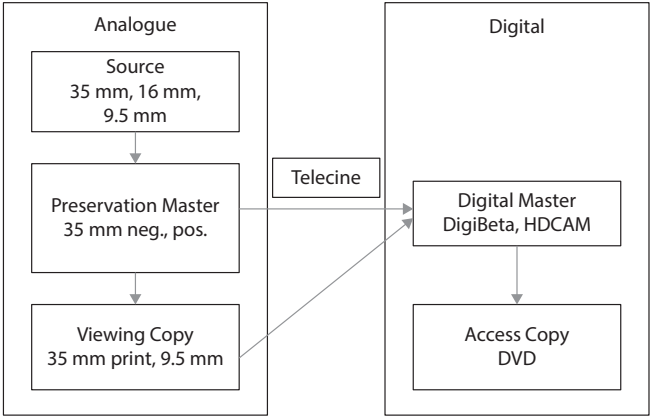 Analogue
Source
35 mm, 16 mm,
9.5 mm
Preservation Master
35 mm neg., pos.
Viewing Copy
35 mm print, 9.5 mm
Telecine
Digital
Digital Master
DigiBeta, HDCAM
Access Copy
DVD